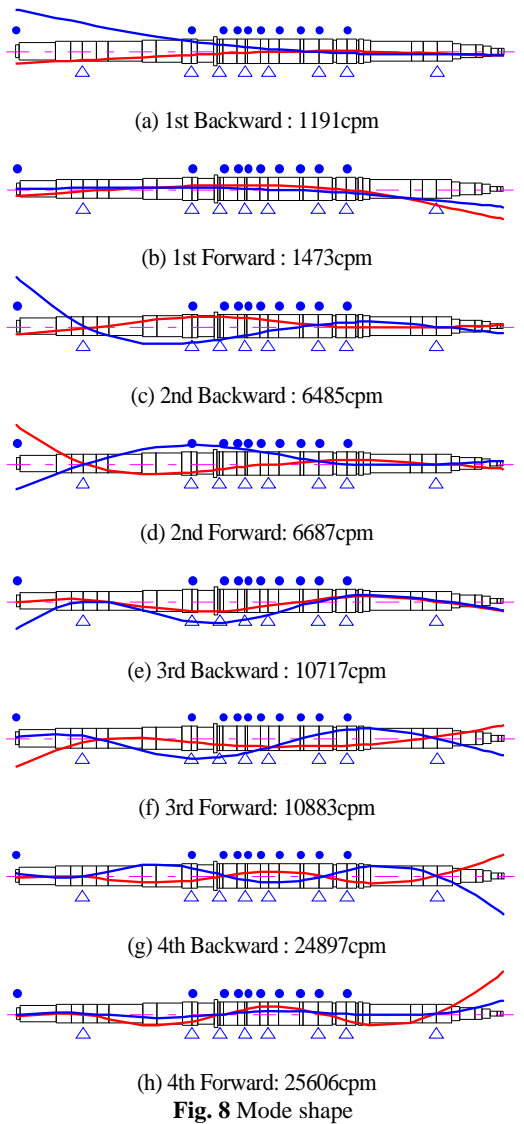 (a) 1st Backward : 1191cpm
(b) 1st Forward : 1473cpm
(c) 2nd Backward : 6485cpm
(d) 2nd Forward: 6687cpm
(e) 3rd Backward : 10717cpm
(f) 3rd Forward: 10883cpm
(g) 4th Backward : 24897cpm
(h) 4th Forward: 25606cpm
Fig. 8 Mode shape